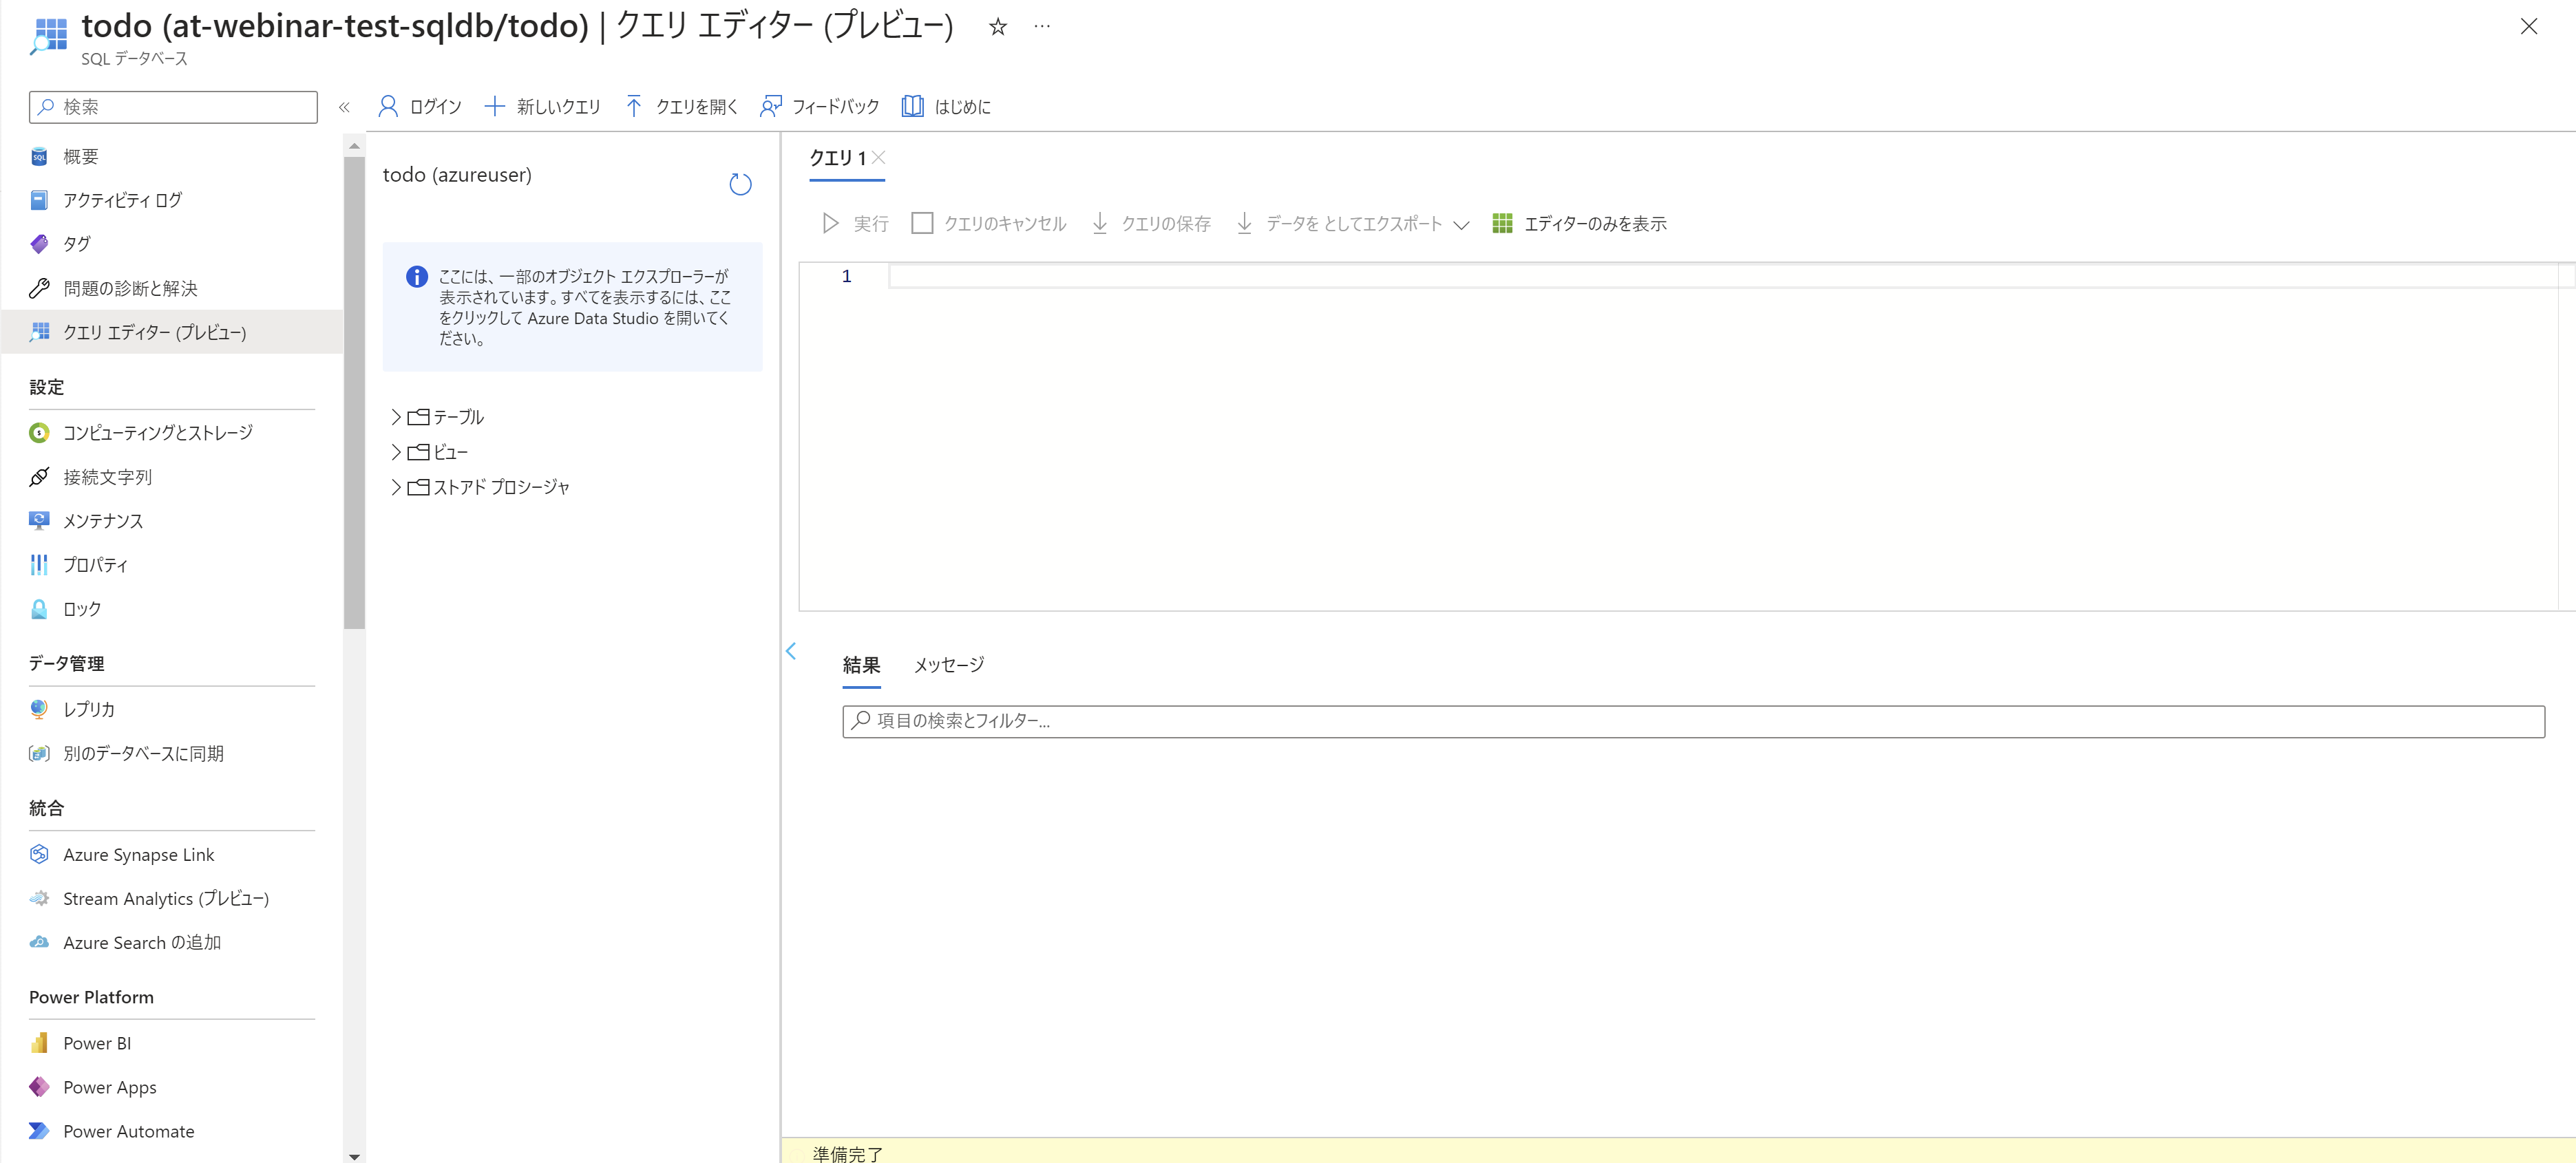 todo (at-webinar-test-sqldb/todo) | クエリ エディター (プレビュー)
SQL データベース
検索
ログイン
新しいクエリ
クエリを開く
フィードバック
はじめに
概要
アクティビティ ログ
タグ
問題の診断と解決
クエリ エディター (プレビュー)
設定
コンピューティングとストレージ
接続文字列
メンテナンス
プロパティ
ロック
データ管理
レプリカ
別のデータベースに同期
統合
Azure Synapse Link
Stream Analytics (プレビュー)
Azure Search の追加
Power Platform
Power BI
Power Apps
Power Automate
todo (azureuser)
ここには、一部のオブジェクト エクスプローラーが
表示されています。すべてを表示するには、ここ
をクリックして Azure Data Studio を開いてく
ださい。
テーブル
ビュー
ストアド プロシージャ
クエリ 1
実行
クエリのキャンセル
クエリの保存
データを としてエクスポート
エディターのみを表示
1
結果
メッセージ
項目の検索とフィルター...
準備完了